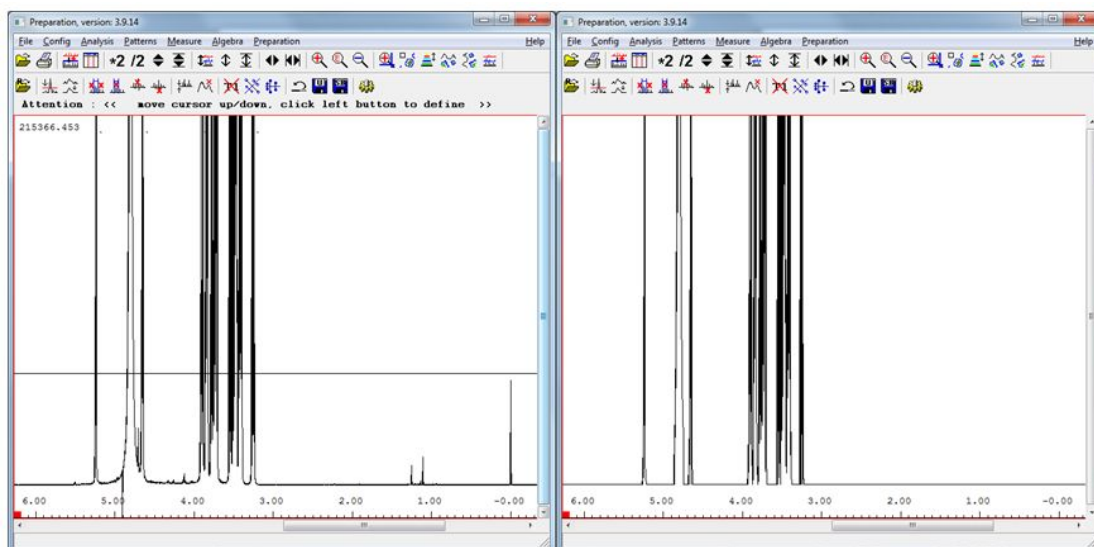 Preparation, version: 3.9.14
File Config Analysis Patterns Measure Algebra Preparation Help
*2 /2
Attention : << move cursor up/down, click left button to define >>
215366.453
6.00 5.00 4.00 3.00 2.00 1.00 -0.00
Preparation, version: 3.9.14
File Config Analysis Patterns Measure Algebra Preparation Help
*2 /2
6.00 5.00 4.00 3.00 2.00 1.00 -0.00